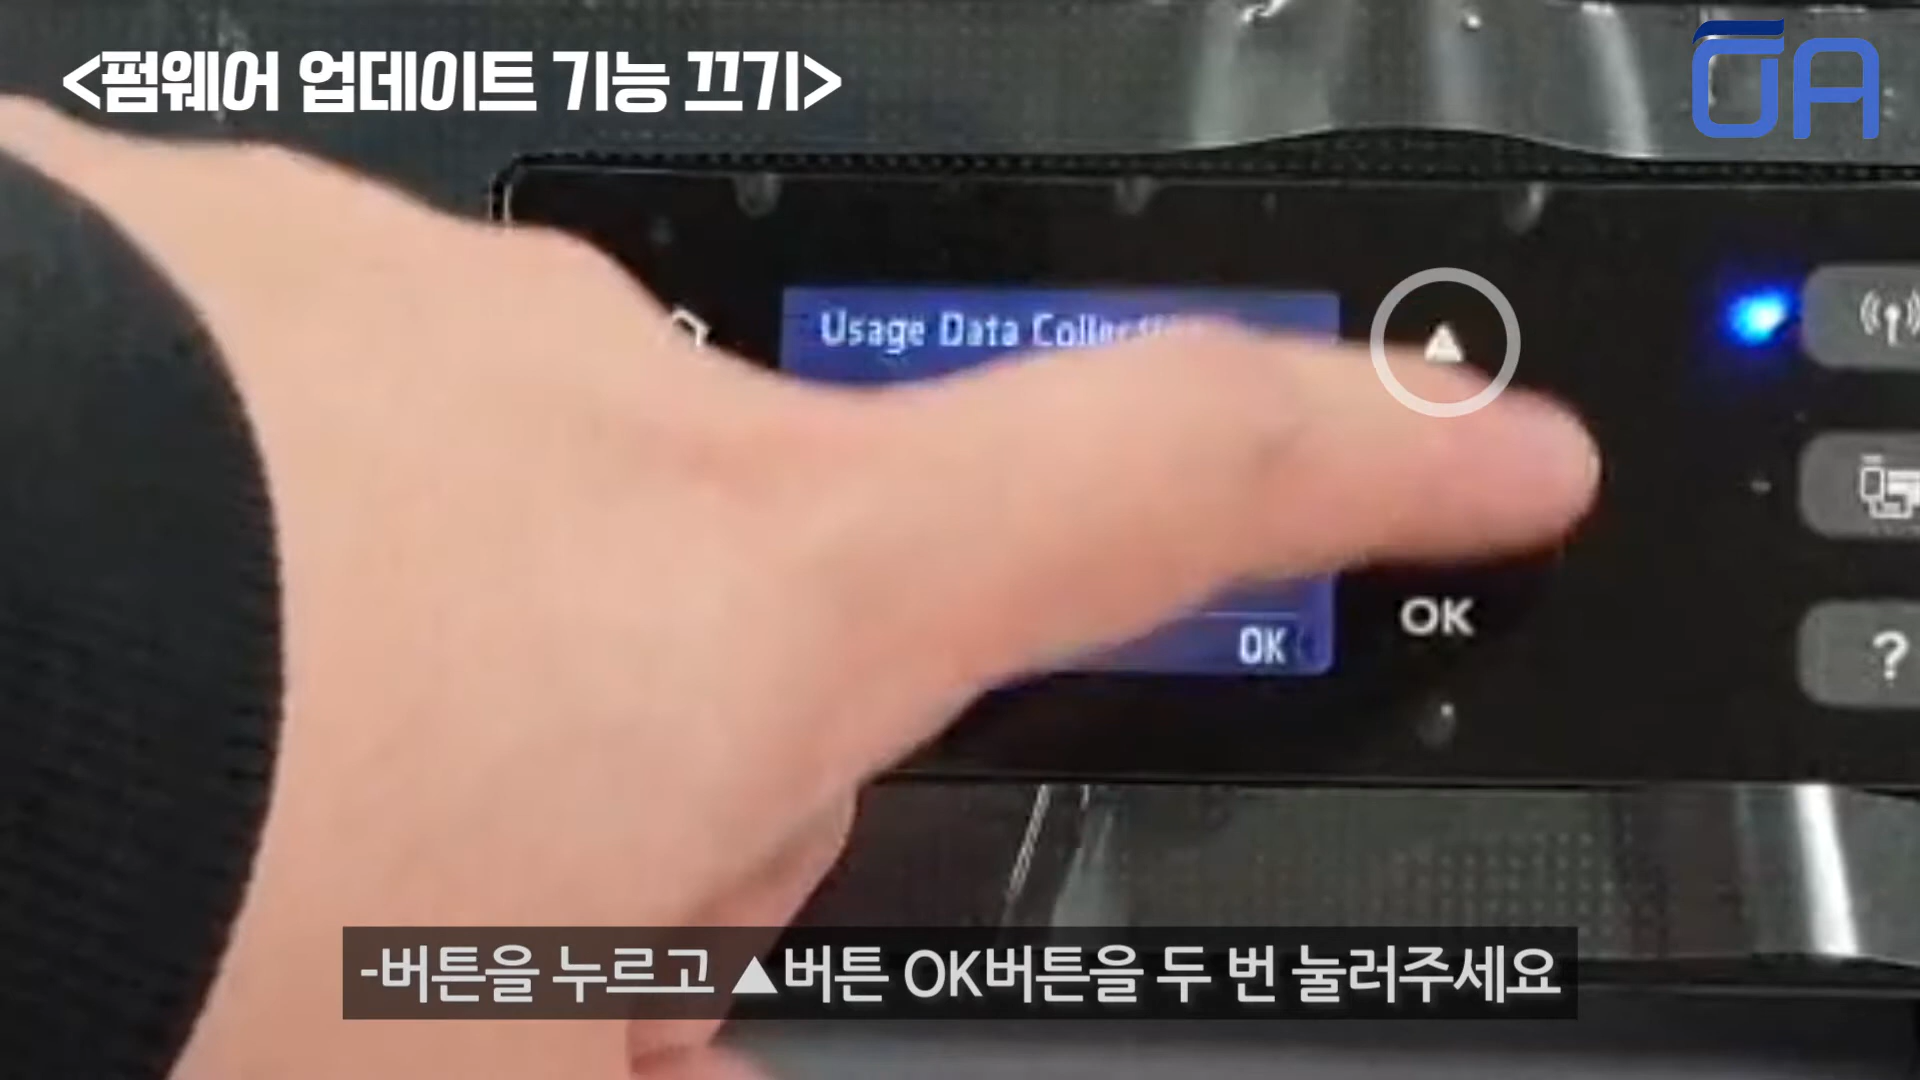 <펌웨어 업데이트 기능 끄기>
Usage Data
OK
OK
?
-버튼을 누르고 ▲버튼 OK버튼을 두 번 눌러주세요